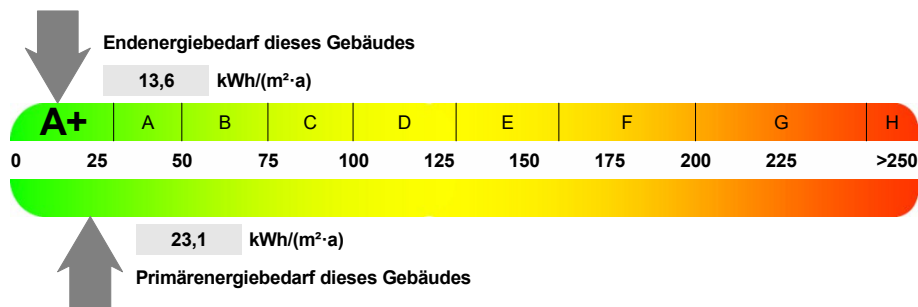 Endenergiebedarf dieses Gebäudes
13,6 kWh/(m²·a)
A+ A B C D E F G H
0 25 50 75 100 125 150 175 200 225 >250
23,1 kWh/(m²·a)
Primärenergiebedarf dieses Gebäudes